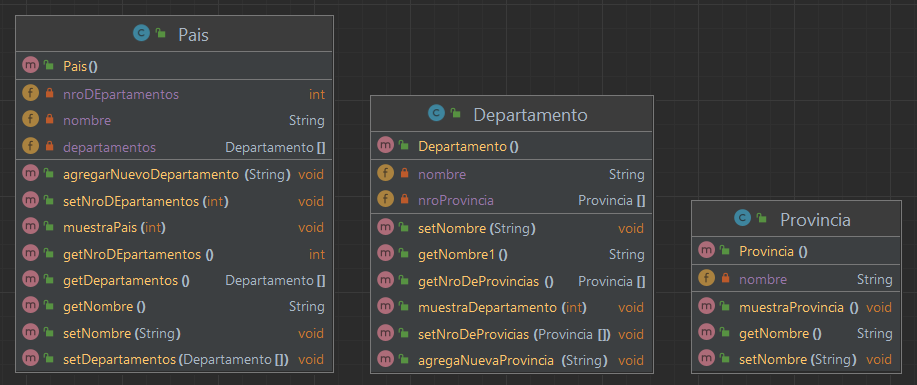 Pais
Pais()
nroDEpartamentos int
nombre String
departamentos Departamento[]
agregarNuevoDepartamento (String) void
setNroDEpartamentos(int) void
muestraPais(int) void
getNroDEpartamentos () int
getDepartamentos () Departamento[]
getNombre () String
setNombre(String) void
setDepartamentos(Departamento[]) void
Departamento
Departamento()
nombre String
nroProvincia Provincia[]
setNombre(String) void
getNombre1() String
getNroDeProvincias () Provincia[]
muestraDepartamento (int) void
setNroDeProvicias(Provincia []) void
agregaNuevaProvincia (String) void
Provincia
Provincia()
nombre String
muestraProvincia () void
getNombre () String
setNombre(String) void